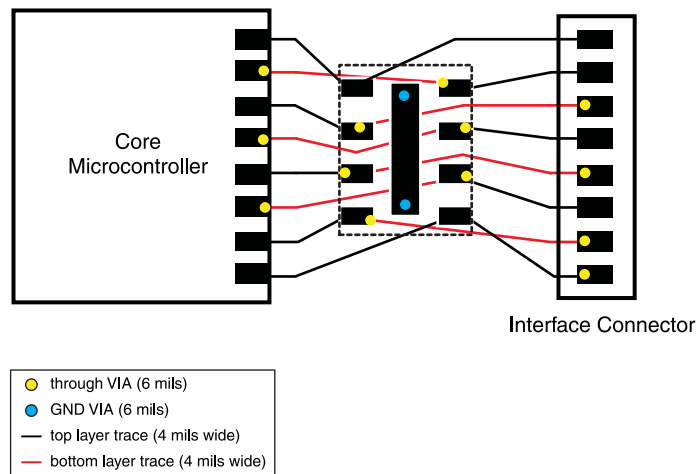 Core
Microcontroller
Interface Connector
through VIA (6 mils)
GND VIA (6 mils)
top layer trace (4 mils wide)
bottom layer trace (4 mils wide)